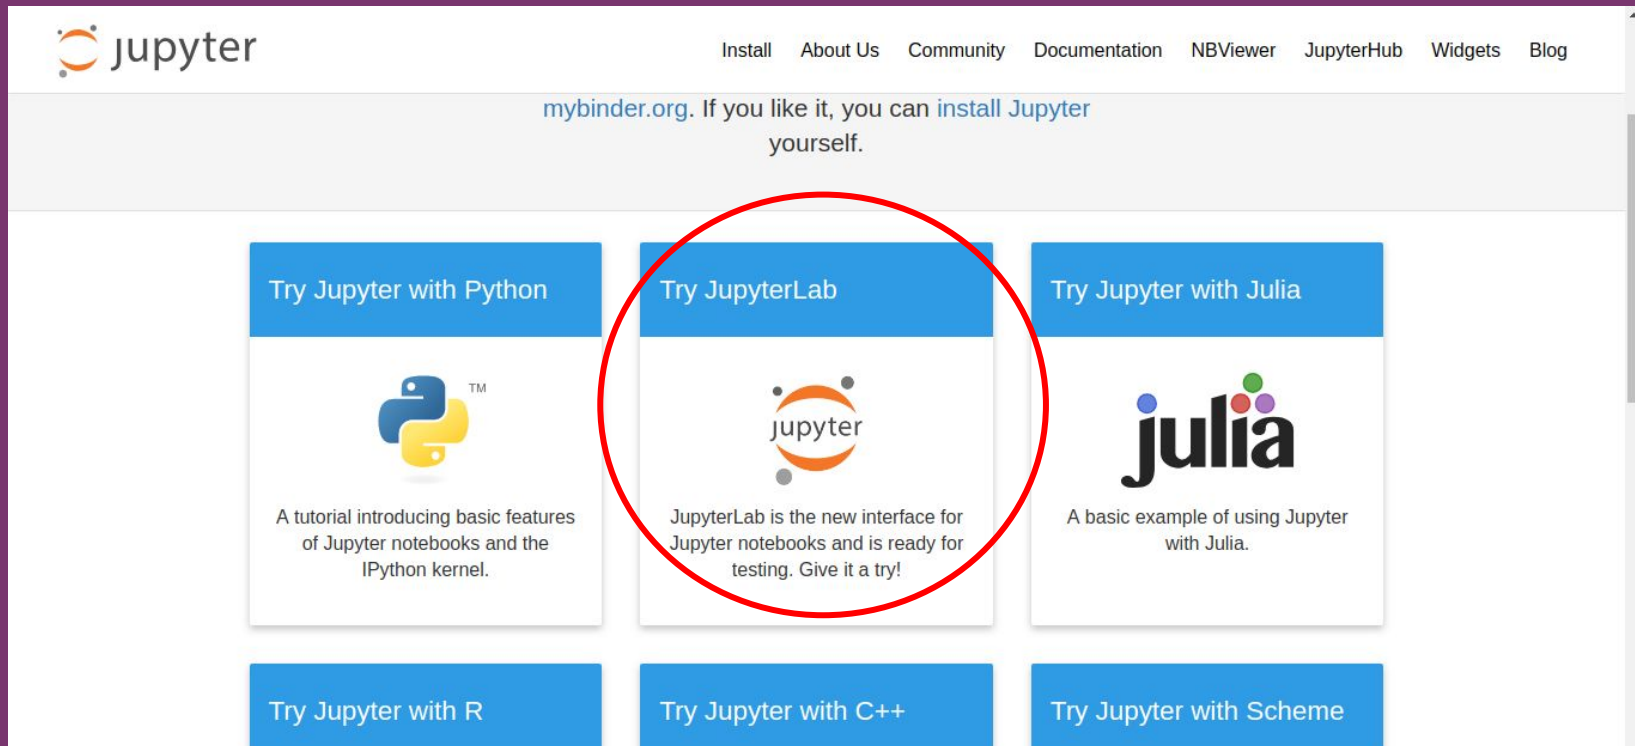 jupyter
Install About Us Community Documentation NBViewer JupyterHub Widgets Blog
mybinder.org. If you like it, you can install Jupyter
yourself.
Try Jupyter with Python
TM
A tutorial introducing basic features
of Jupyter notebooks and the
IPython kernel.
Try JupyterLab
jupyter
JupyterLab is the new interface for
Jupyter notebooks and is ready for
testing. Give it a try!
Try Jupyter with Julia
julia
A basic example of using Jupyter
with Julia.
Try Jupyter with R
Try Jupyter with C++
Try Jupyter with Scheme